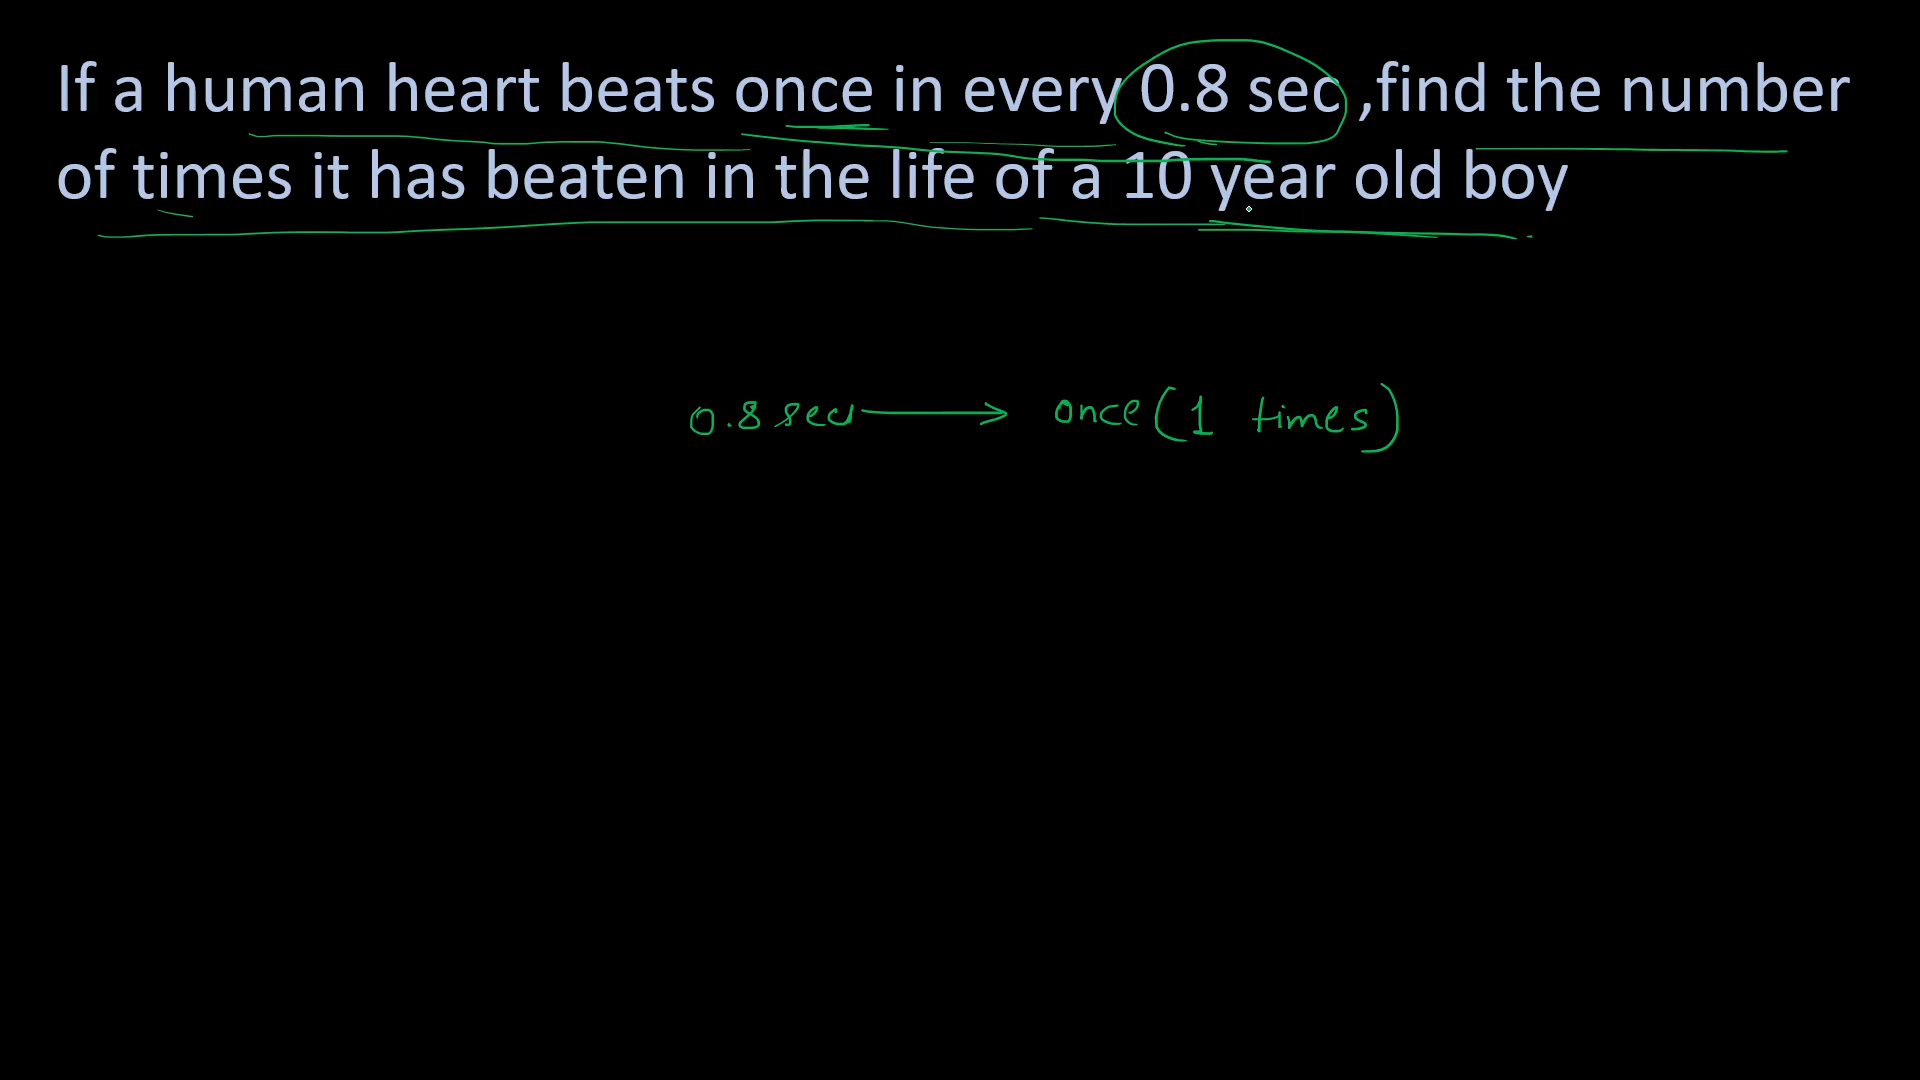 If a human heart beats once in every 0.8 sec ,find the number
of times it has beaten in the life of a 10 year old boy
0.8 sec → once (1 times)